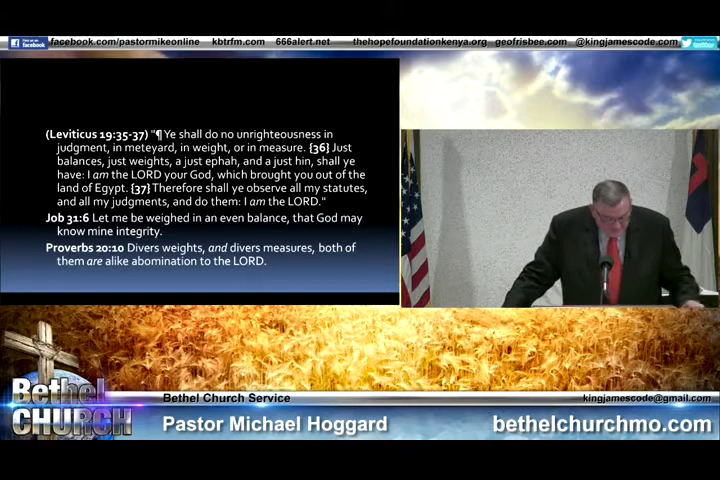 facebook.com/pastormikeonline kbtrfm.com 666alert.net thehopefoundationkenya.org geofrisbee.com @kingjamescode.com
(Leviticus 19:35-37) "¶ Ye shall do no unrighteousness in
judgment, in meteyard, in weight, or in measure. {36} Just
balances, just weights, a just ephah, and a just hin, shall ye
have: I am the LORD your God, which brought you out of the
land of Egypt. {37} Therefore shall ye observe all my statutes,
and all my judgments, and do them: I am the LORD."
Job 31:6 Let me be weighed in an even balance, that God may
know mine integrity.
Proverbs 20:10 Divers weights, and divers measures, both of
them are alike abomination to the LORD.
Bethel
CHURCH
Bethel Church Service
kingjamescode@gmail.com
Pastor Michael Hoggard
bethelchurchmo.com